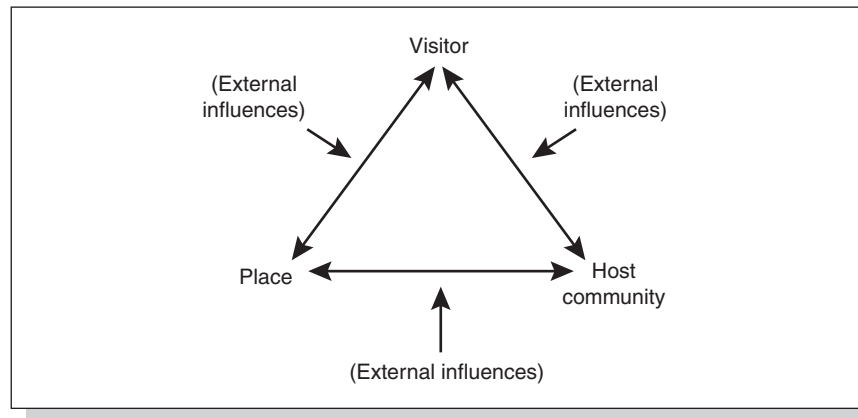 Visitor
(External
influences)
(External
influences)
Place
Host
community
(External influences)